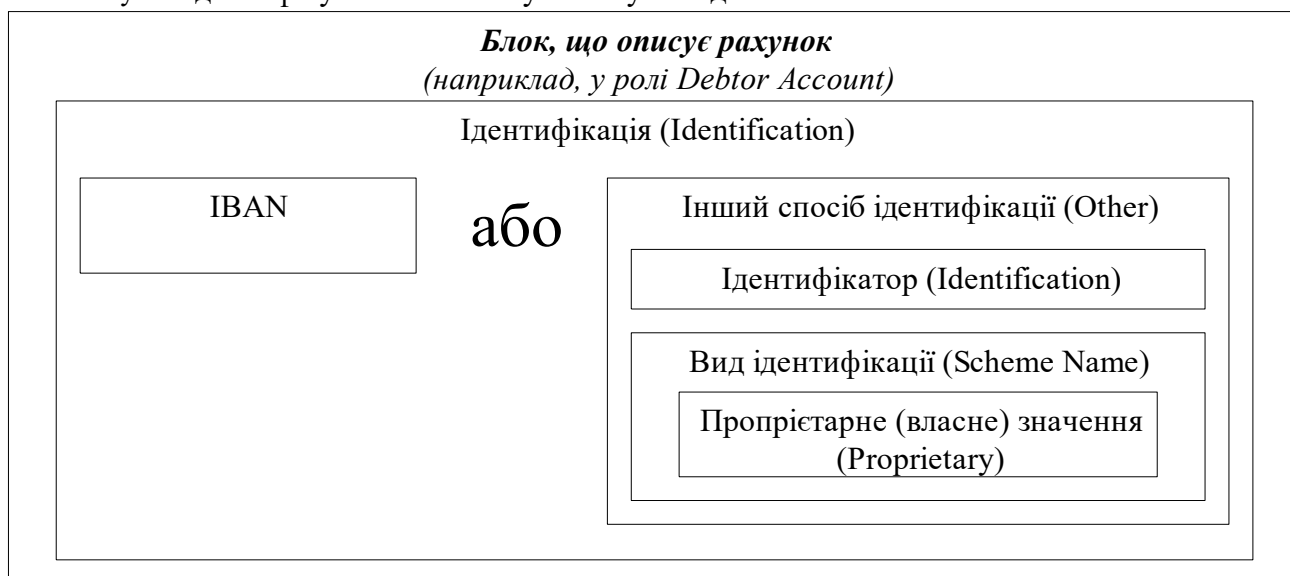 Блок, що описує рахунок
(наприклад, у ролі Debtor Account)
Ідентифікація (Identification)
IBAN
або
Інший спосіб ідентифікації (Other)
Ідентифікатор (Identification)
Вид ідентифікації (Scheme Name)
Пропрієтарне (власне) значення
(Proprietary)